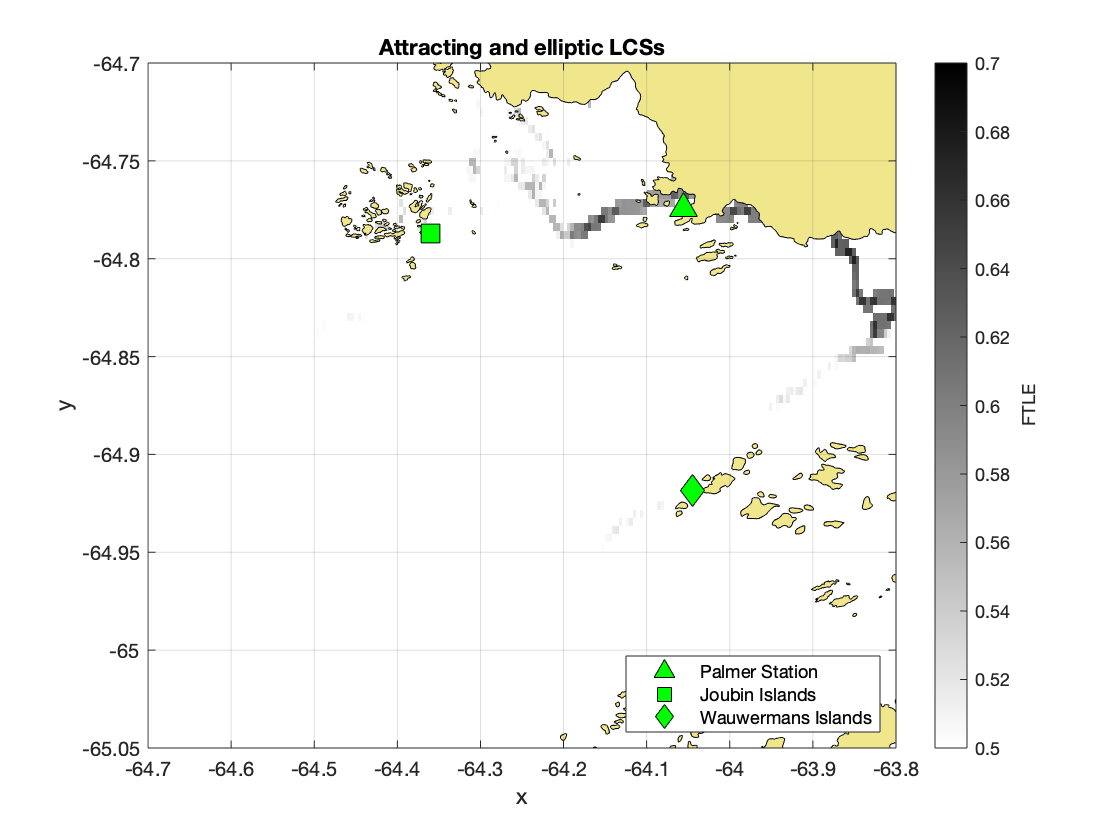 Attracting and elliptic LCSs
-64.7
-64.75
-64.8
-64.85
-64.9
-64.95
-65
-65.05
y
-64.7 -64.6 -64.5 -64.4 -64.3 -64.2 -64.1 -64 -63.9 -63.8
x
Palmer Station
Joubin Islands
Wauwermans Islands
0.7
0.68
0.66
0.64
0.62
0.6
0.58
0.56
0.54
0.52
0.5
FTLE